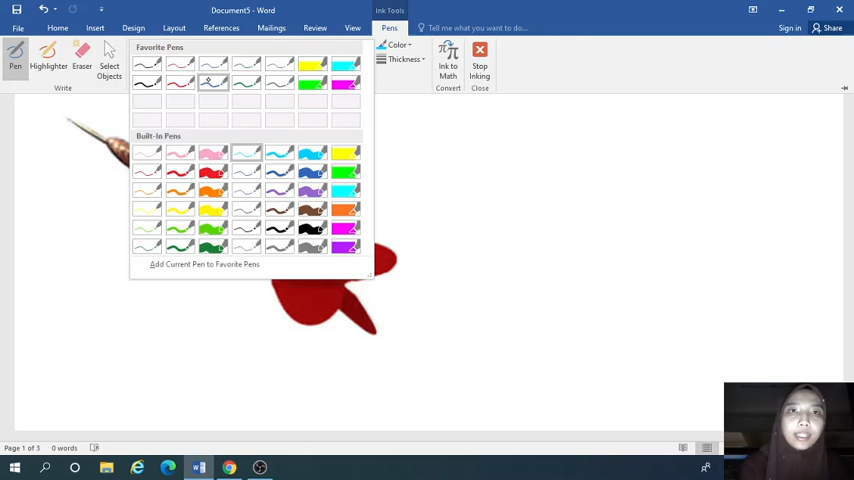 Document5 - Word
Ink Tools
File
Home
Insert
Design
Layout
References
Mailings
Review
View
Pens
Tell me what you want to do...
Sign in
Share
Pen
Highlighter
Eraser
Select
Objects
Write
Favorite Pens
Built-In Pens
Add Current Pen to Favorite Pens
Color
Thickness
Ink to
Math
Convert
Stop
Inking
Close
Page 1 of 3
0 words